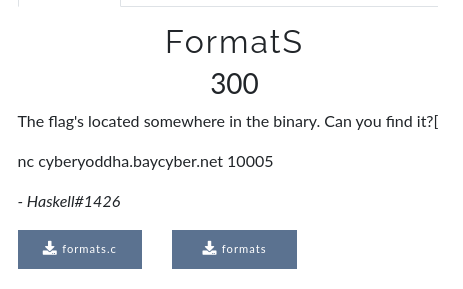 FormatS
300
The flag's located somewhere in the binary. Can you find it?[
nc cyberyoddha.baycyber.net 10005
- Haskell#1426
formats.c formats